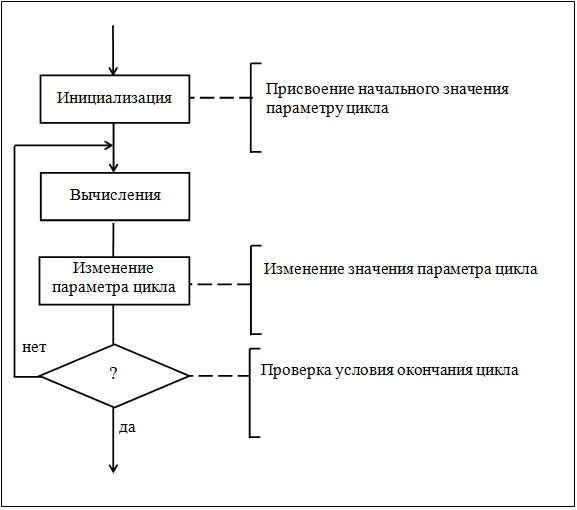 Инициализация
Присвоение начального значения
параметру цикла
Вычисления
Изменение
параметра цикла
Изменение значения параметра цикла
нет
?
Проверка условия окончания цикла
да